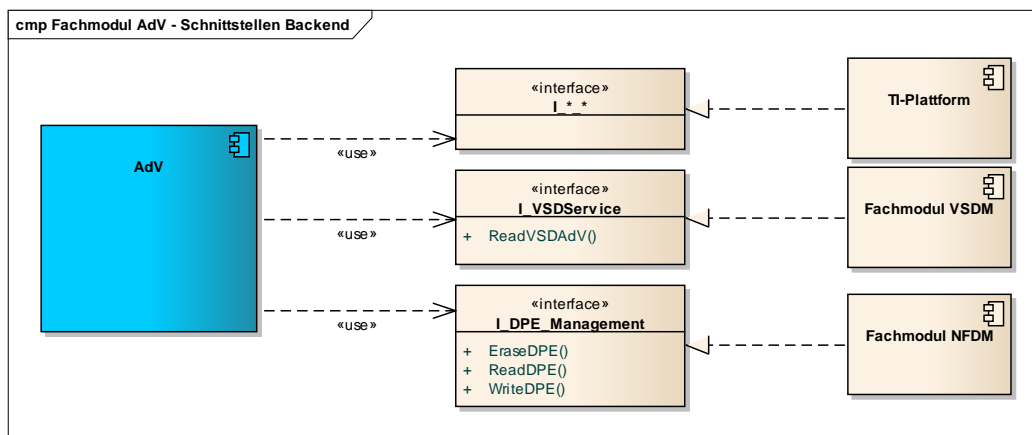 cmp Fachmodul AdV - Schnittstellen Backend
AdV
«use»
«interface»
I_*_*
TI-Plattform
«use»
«interface»
I_VSDService
+ ReadVSDAdV()
Fachmodul VSDM
«use»
«interface»
I_DPE_Management
+ EraseDPE()
+ ReadDPE()
+ WriteDPE()
Fachmodul NFDM